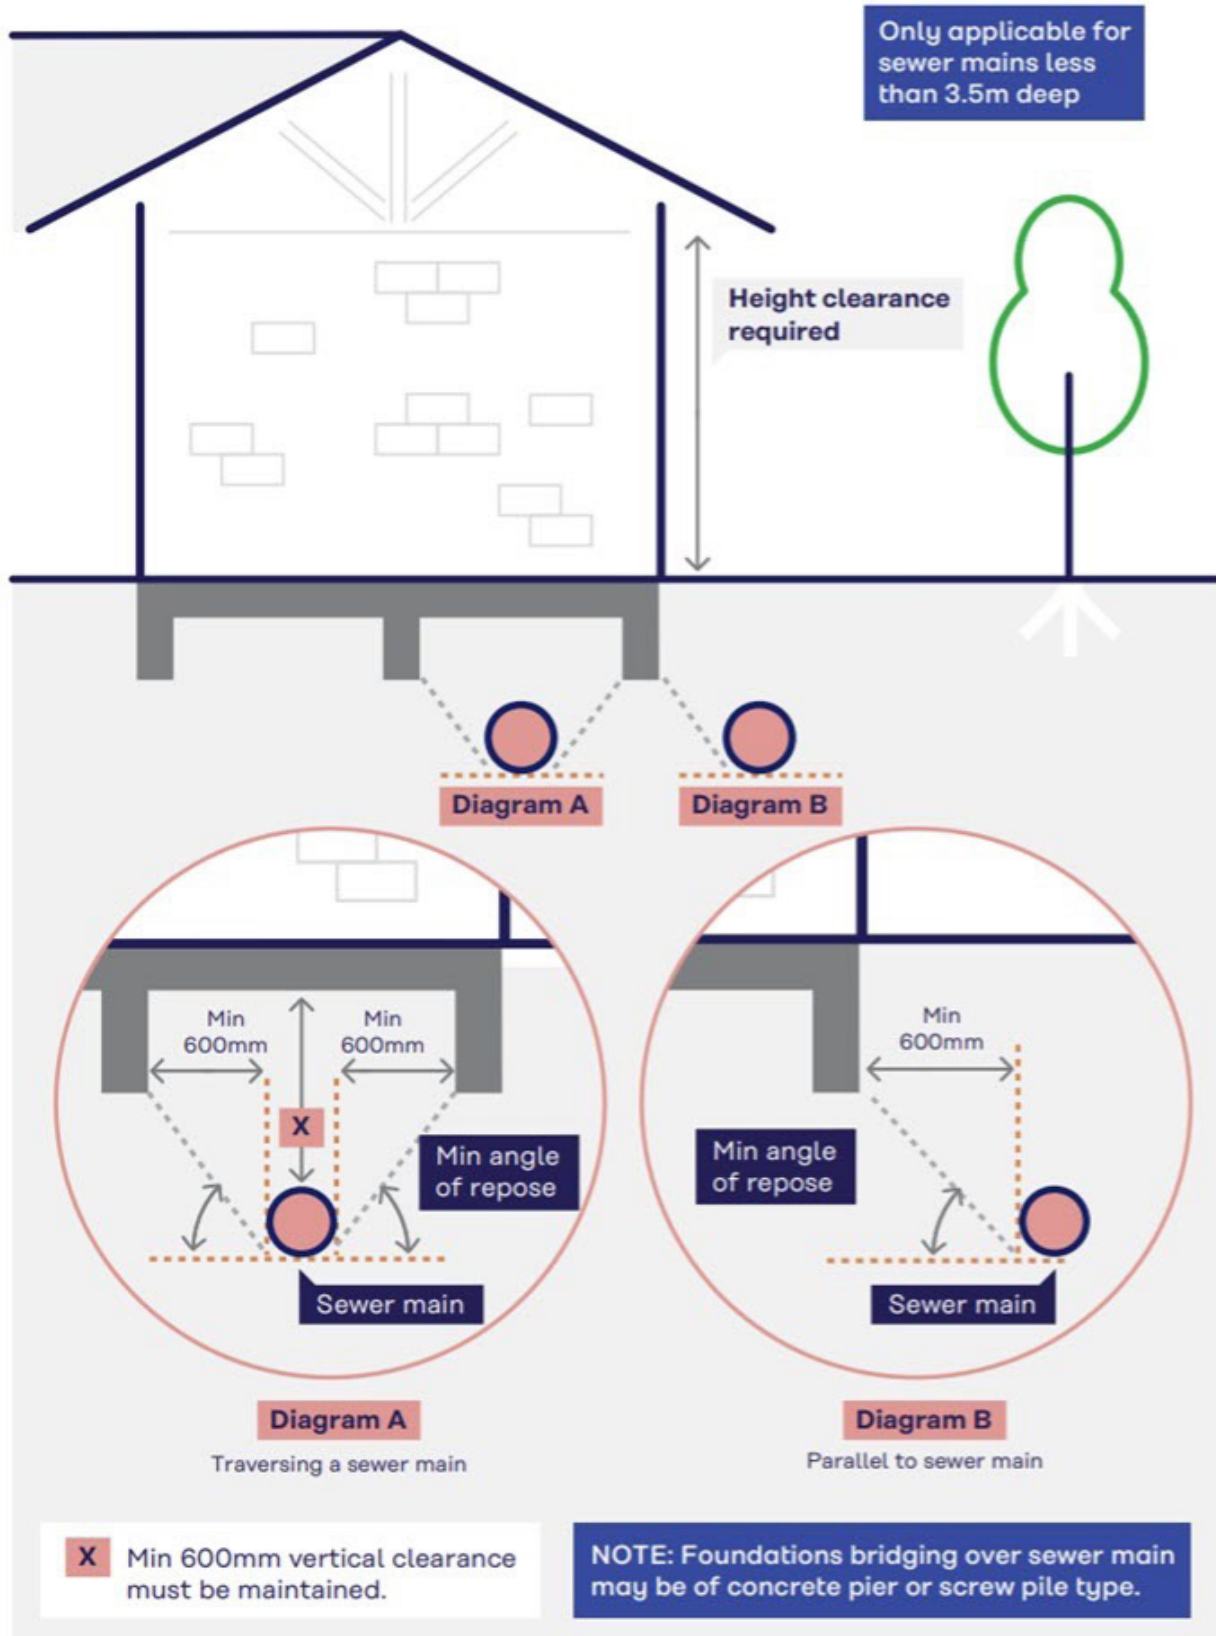 Only applicable for
sewer mains less
than 3.5m deep
Height clearance
required
Diagram A
Diagram B
Min
600mm
Min
600mm
X
Min angle
of repose
Sewer main
Min
600mm
Min angle
of repose
Sewer main
Diagram A
Traversing a sewer main
Diagram B
Parallel to sewer main
X Min 600mm vertical clearance
must be maintained.
NOTE: Foundations bridging over sewer main
may be of concrete pier or screw pile type.